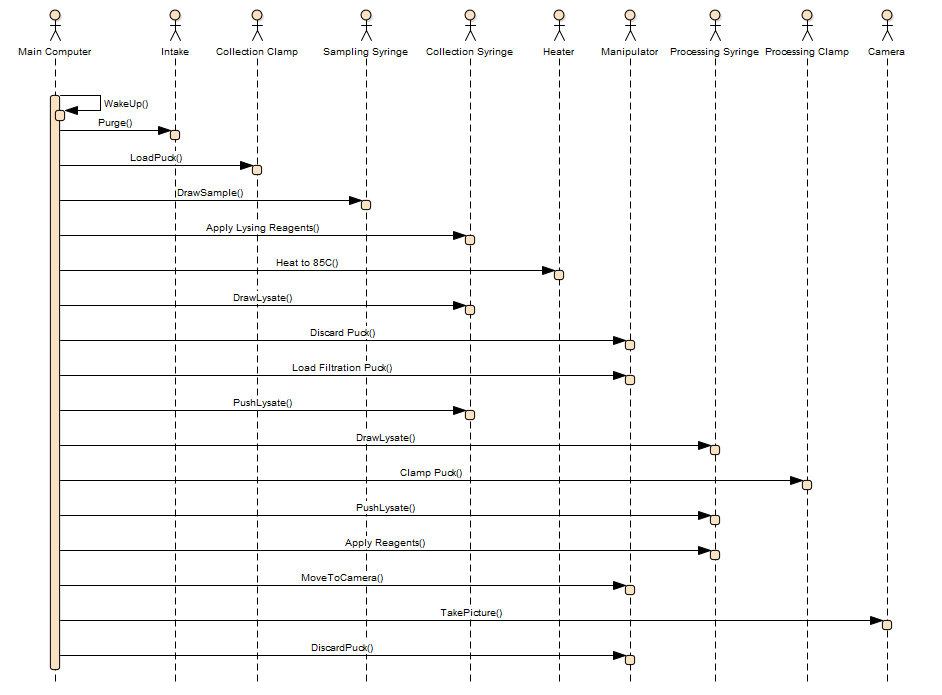 Main Computer Intake Collection Clamp Sampling Syringe Collection Syringe Heater Manipulator Processing Syringe Processing Clamp Camera
WakeUp()
Purge()
LoadPuck()
DrawSample()
Apply Lysing Reagents()
Heat to 85C()
DrawLysate()
Discard Puck()
Load Filtration Puck()
PushLysate()
DrawLysate()
Clamp Puck()
PushLysate()
Apply Reagents()
MoveToCamera()
TakePicture()
DiscardPuck()